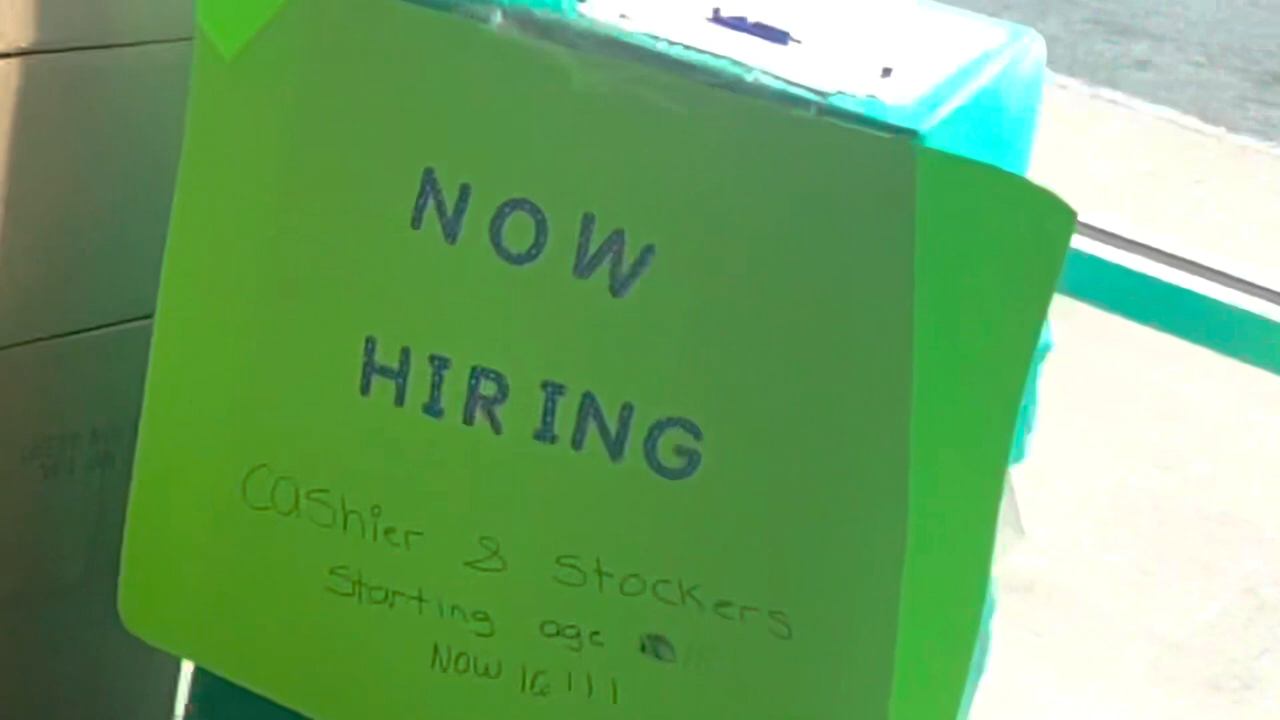 NOW
HIRING
Cashier & Stockers
Starting age
NOW 16!!!